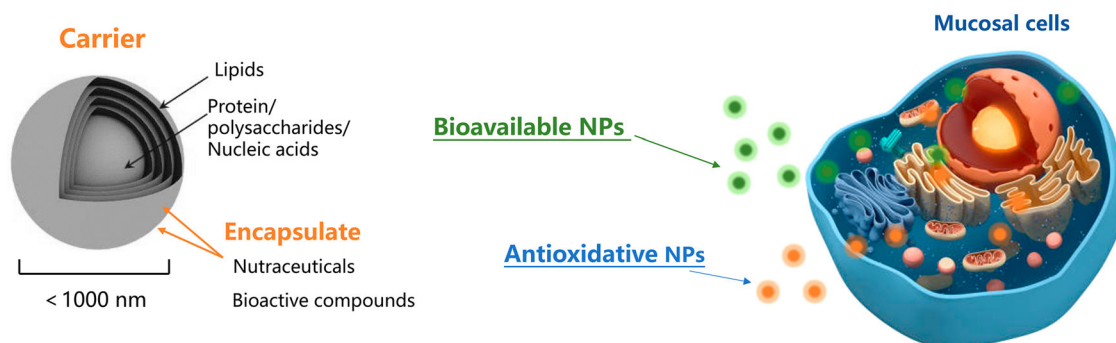 Carrier
Lipids
Protein/
polysaccharides/
Nucleic acids
Encapsulate
Nutraceuticals
Bioactive compounds
< 1000 nm
Bioavailable NPs
Antioxidative NPs
Mucosal cells